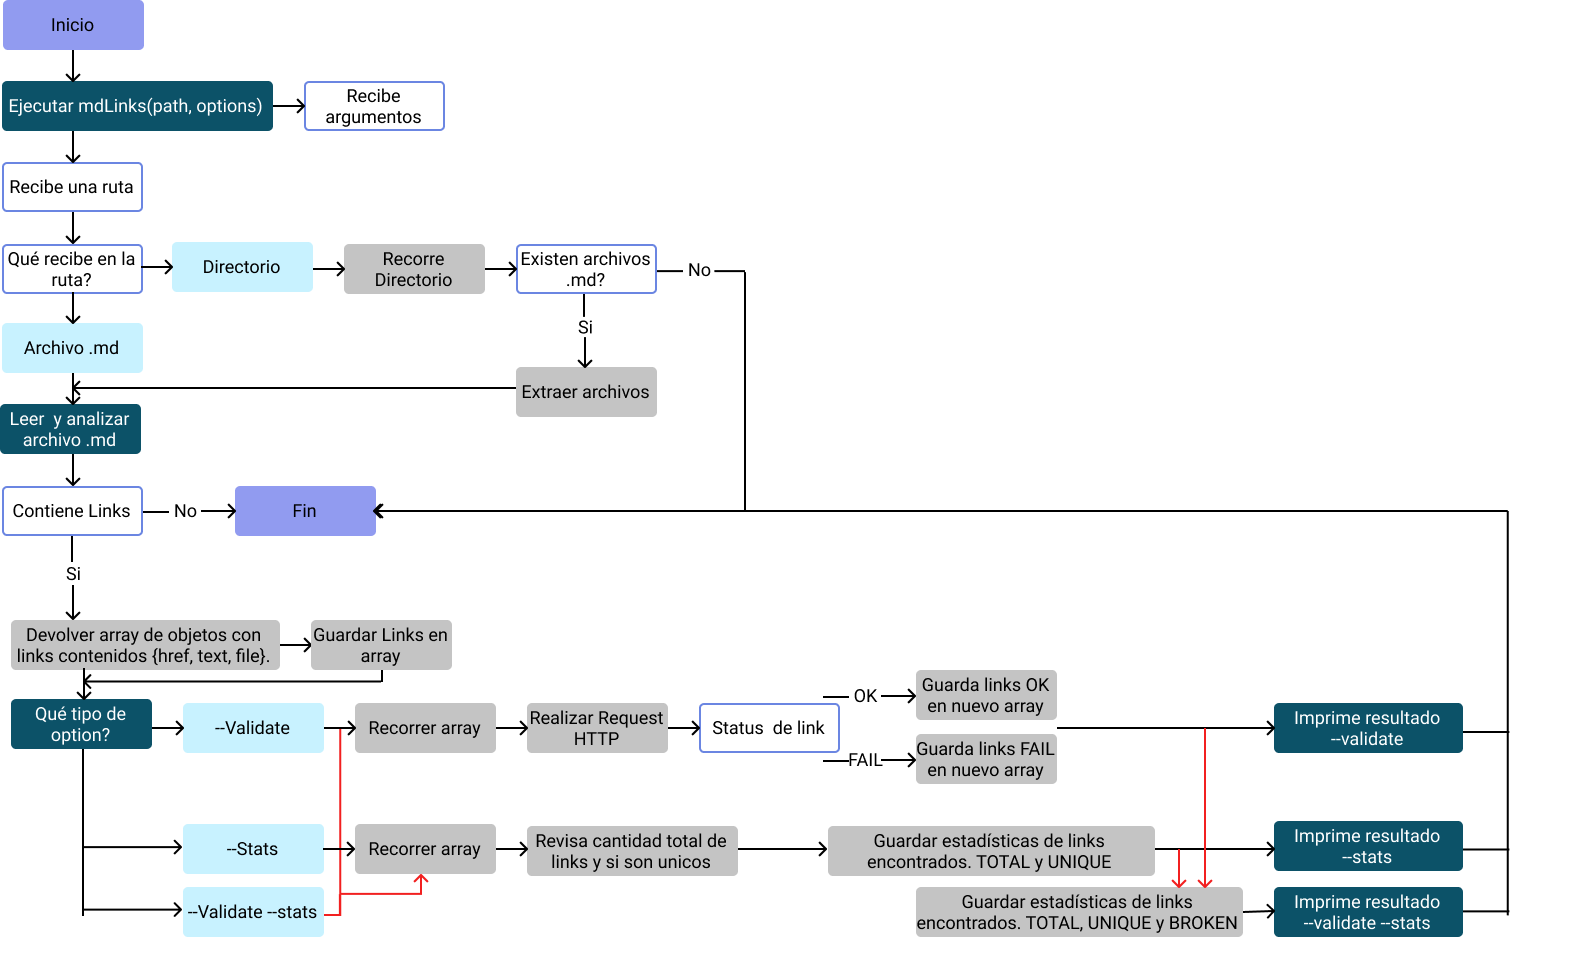 Inicio
Ejecutar mdLinks(path, options)
Recibe
argumentos
Recibe una ruta
Qué recibe en la
ruta?
Directorio
Recorre
Directorio
Existen archivos
.md?
No
Si
Archivo .md
Extraer archivos
Leer  y analizar
archivo .md
Contiene Links
No
Fin
Si
Devolver array de objetos con
links contenidos {href, text, file}.
Guardar Links en
array
Qué tipo de
option?
--Validate
Recorrer array
Realizar Request
HTTP
Status  de link
OK
Guarda links OK
en nuevo array
FAIL
Guarda links FAIL
en nuevo array
Imprime resultado
--validate
--Stats
Recorrer array
Revisa cantidad total de
links y si son unicos
Guardar estadísticas de links
encontrados. TOTAL y UNIQUE
Imprime resultado
--stats
--Validate --stats
Guardar estadísticas de links
encontrados. TOTAL, UNIQUE y BROKEN
Imprime resultado
--validate --stats